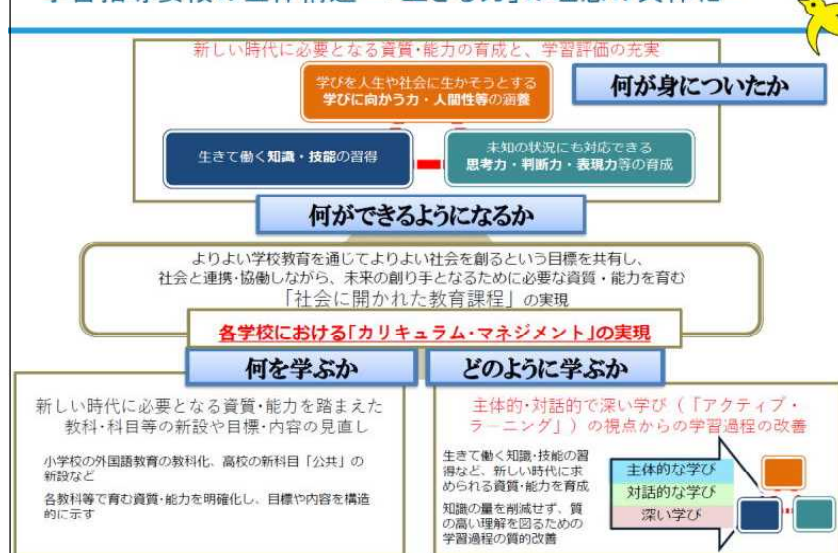 新しい時代に必要となる資質･能力の育成と、学習評価の充実
学びを人生や社会に生かそうとする
学びに向かう力・人間性等の涵養
何が身についたか
生きて働く知識・技能の習得
未知の状況にも対応できる
思考力・判断力・表現力等の育成
何ができるようになるか
よりよい学校教育を通じてよりよい社会を創るという目標を共有し、
社会と連携･協働しながら、未来の創り手となるために必要な資質・能力を育む
「社会に開かれた教育課程」の実現
各学校における｢カリキュラム･マネジメント｣の実現
何を学ぶか
新しい時代に必要となる資質･能力を踏まえた
教科･科目等の新設や目標･内容の見直し
小学校の外国語教育の教科化、高校の新科目「公共」の
新設など
各教科等で育む資質･能力を明確化し、目標や内容を構造
的に示す
どのように学ぶか
主体的･対話的で深い学び（「アクティブ・
ラーニング」）の視点からの学習過程の改善
生きて働く知識･技能の習
得など、新しい時代に求
められる資質･能力を育成
知識の量を削減せず、質
の高い理解を図るための
学習過程の質的改善
主体的な学び
対話的な学び
深い学び